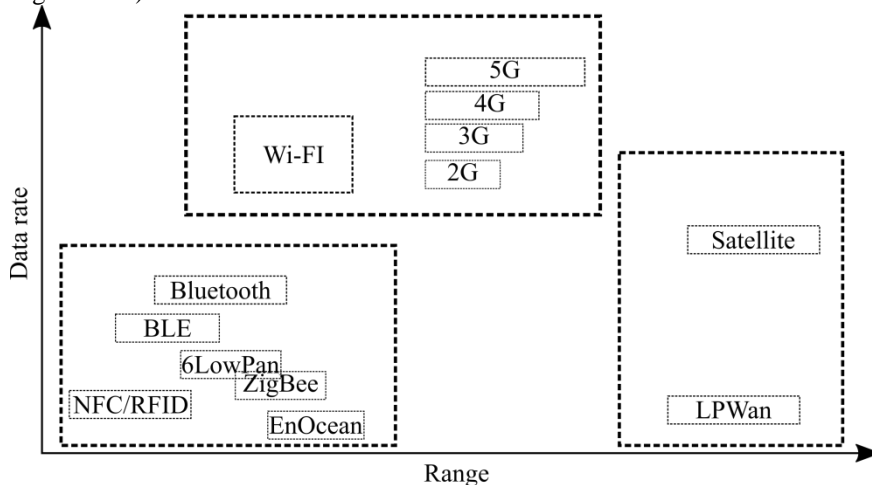 5G
4G
3G
Wi-FI
2G
Satellite
Bluetooth
BLE
6LowPan
ZigBee
NFC/RFID
EnOcean
LPWan
Data rate
Range